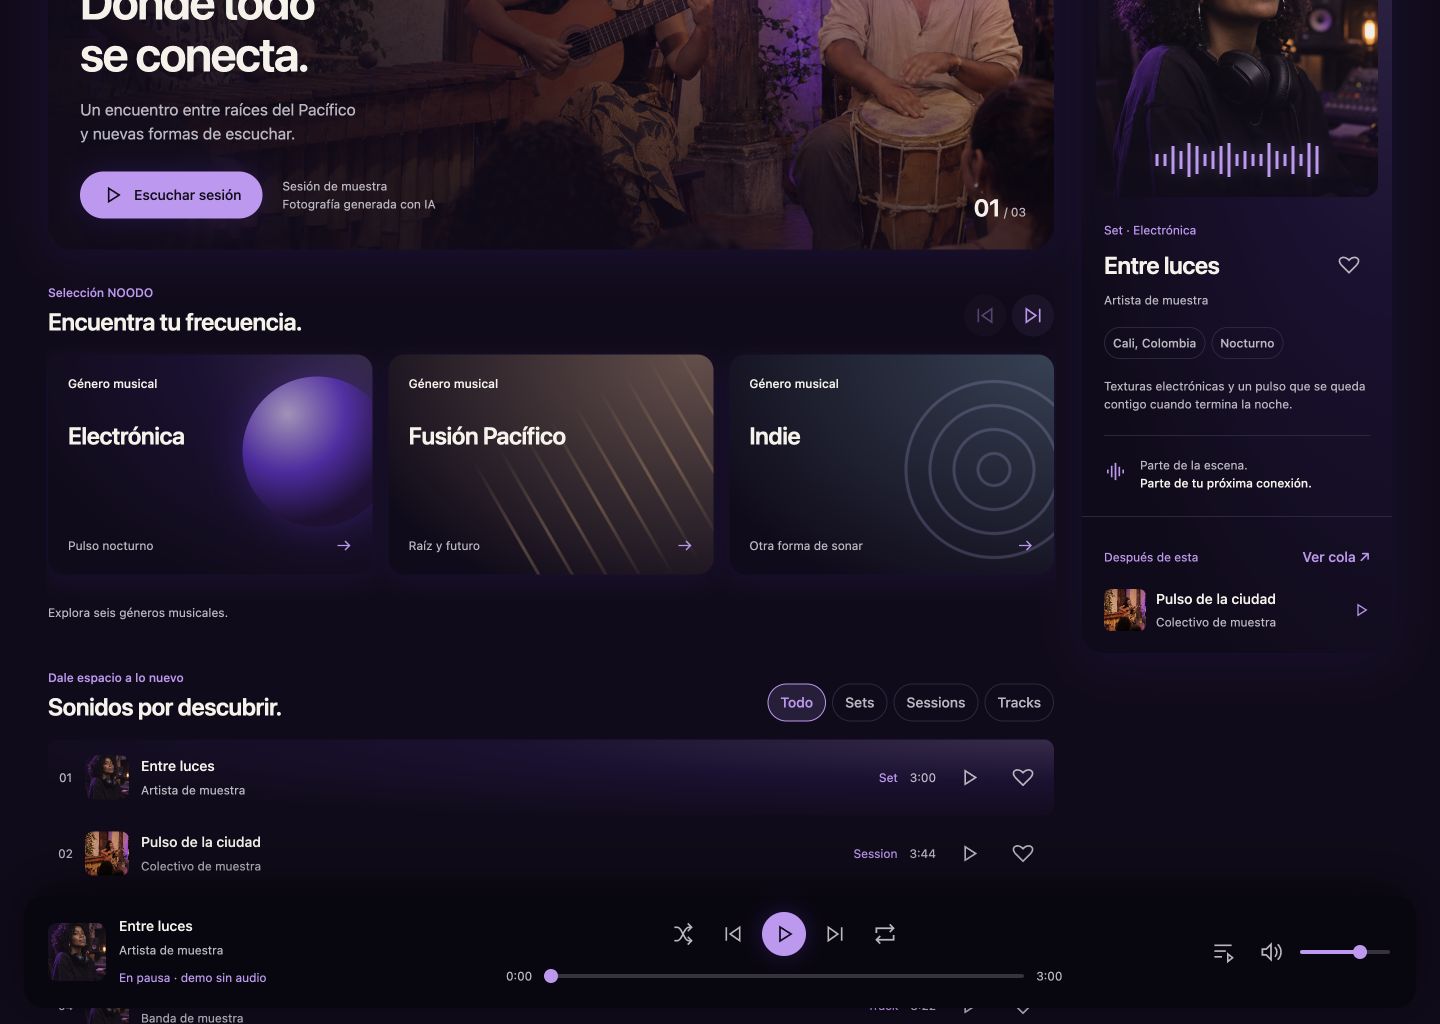 Donde todo
se conecta.
Un encuentro entre raíces del Pacífico
y nuevas formas de escuchar.
Escuchar sesión
Sesión de muestra
Fotografía generada con IA
01 / 03
Selección NOODO
Encuentra tu frecuencia.
Género musical
Electrónica
Pulso nocturno
Género musical
Fusión Pacífico
Raíz y futuro
Género musical
Indie
Otra forma de sonar
Explora seis géneros musicales.
Dale espacio a lo nuevo
Sonidos por descubrir.
Todo
Sets
Sessions
Tracks
01
Entre luces
Artista de muestra
Set
3:00
02
Pulso de la ciudad
Colectivo de muestra
Session
3:44
Banda de muestra
Set · Electrónica
Entre luces
Artista de muestra
Cali, Colombia
Nocturno
Texturas electrónicas y un pulso que se queda
contigo cuando termina la noche.
Parte de la escena.
Parte de tu próxima conexión.
Después de esta
Ver cola
Pulso de la ciudad
Colectivo de muestra
Entre luces
Artista de muestra
En pausa · demo sin audio
0:00
3:00